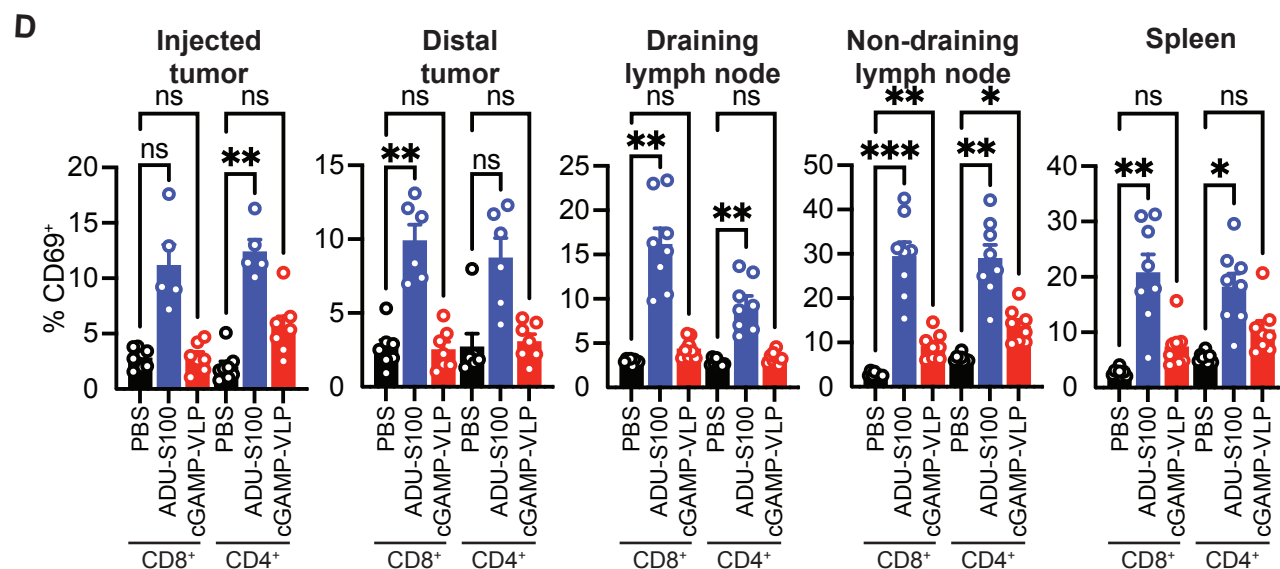 D
Injected tumor
Distal tumor
Draining lymph node
Non-draining lymph node
Spleen
ns
ns
ns
ns
ns
ns
**
*
ns
ns
ns
**
**
ns
**
**
***
**
**
*
% CD69⁺
20
15
10
5
0
15
10
5
0
25
20
15
10
5
0
50
40
30
20
10
0
40
30
20
10
0
PBS
ADU-S100
cGAMP-VLP
PBS
ADU-S100
cGAMP-VLP
PBS
ADU-S100
cGAMP-VLP
PBS
ADU-S100
cGAMP-VLP
PBS
ADU-S100
cGAMP-VLP
PBS
ADU-S100
cGAMP-VLP
PBS
ADU-S100
cGAMP-VLP
PBS
ADU-S100
cGAMP-VLP
PBS
ADU-S100
cGAMP-VLP
PBS
ADU-S100
cGAMP-VLP
CD8⁺
CD4⁺
CD8⁺
CD4⁺
CD8⁺
CD4⁺
CD8⁺
CD4⁺
CD8⁺
CD4⁺